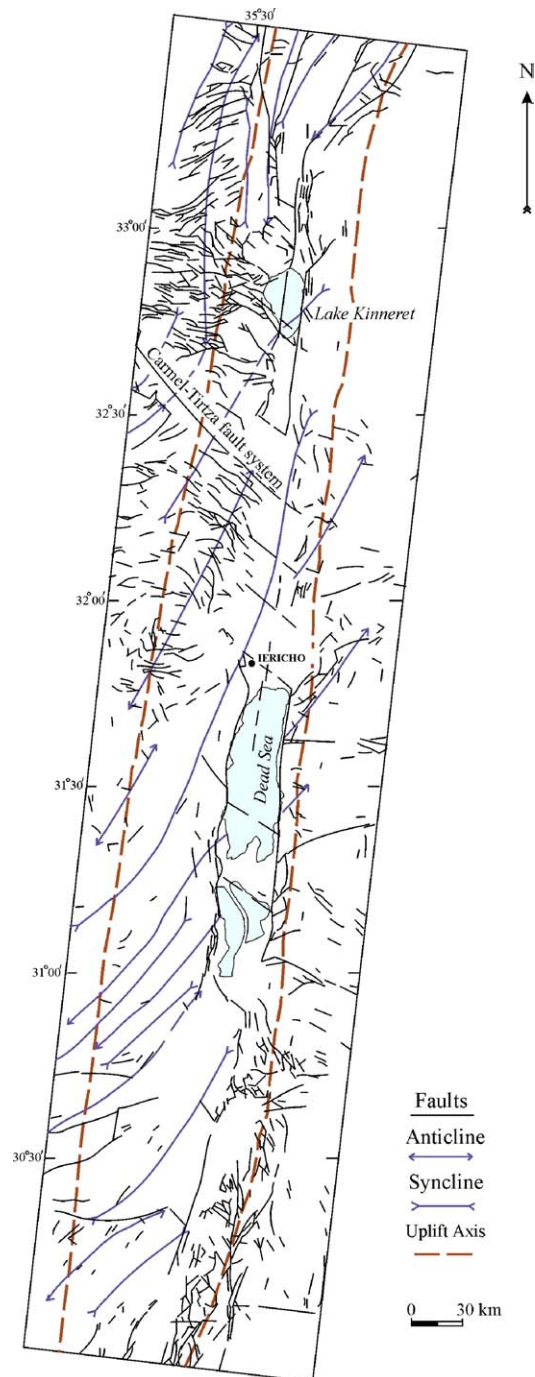 35°30'
N
33°00'
Lake Kinneret
Carmel-Tirtza fault system
32°30'
32°00'
IERICHO
Dead Sea
31°30'
31°00'
30°30'
Faults
Anticline
Syncline
Uplift Axis
0 30 km